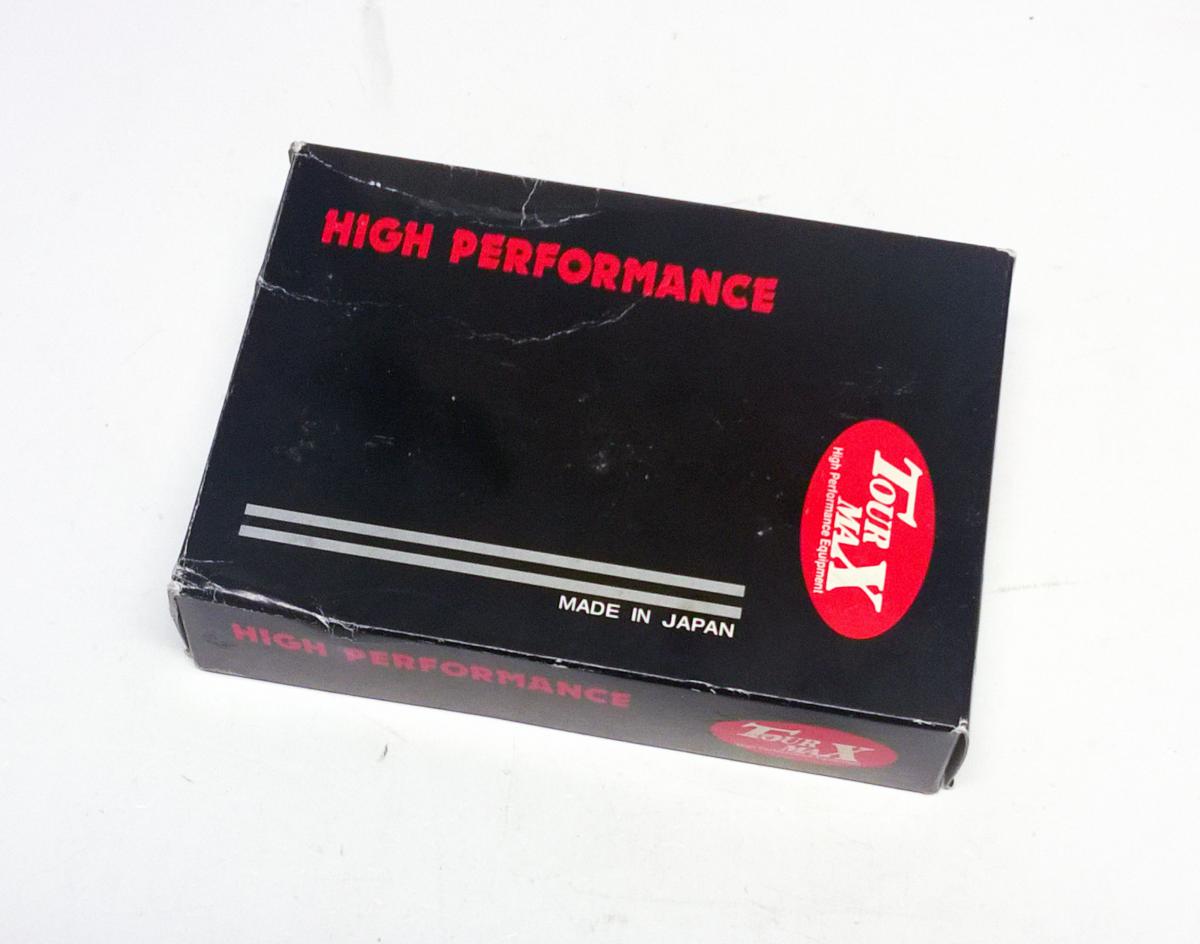 HIGH PERFORMANCE
TOUR
MAX
High Performance Equipment
MADE IN JAPAN
HIGH PERFORMANCE
TOUR
MAX